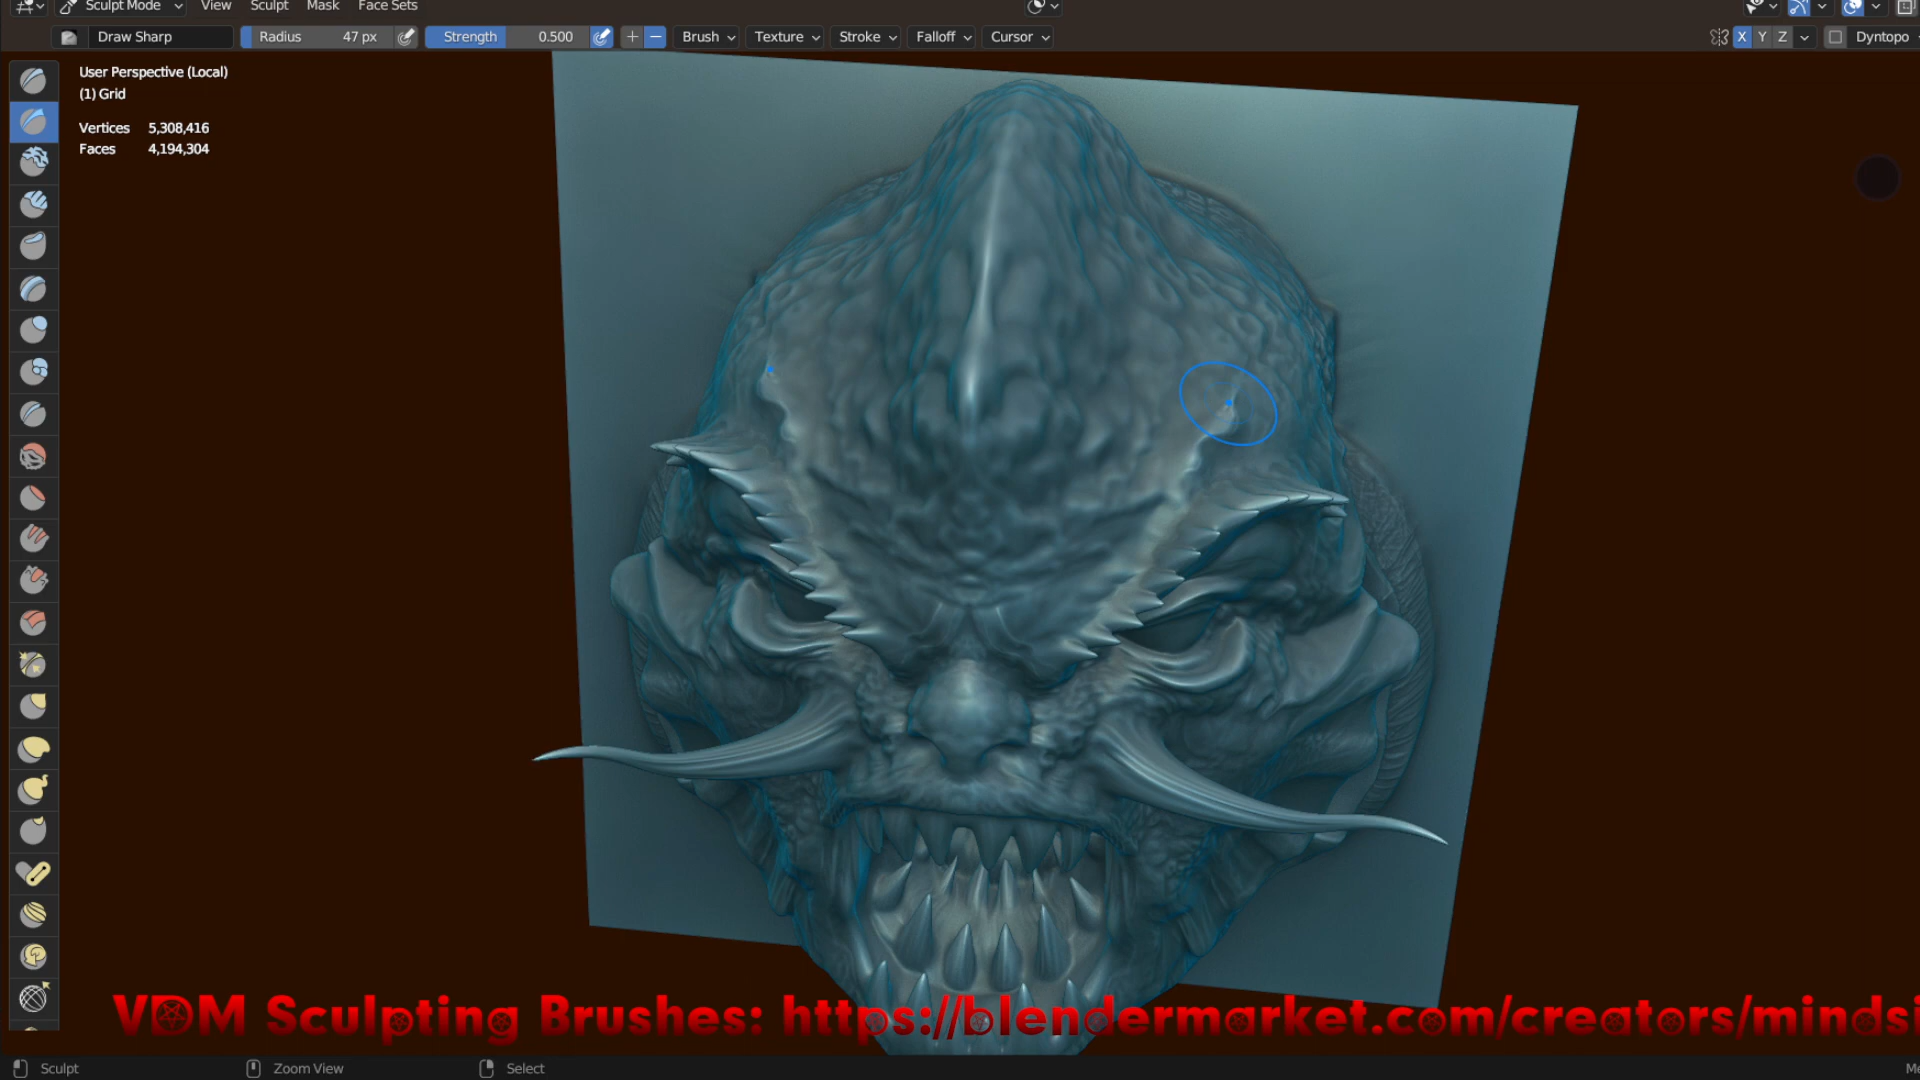 Sculpt Mode View Sculpt Mask Face Sets
Draw Sharp Radius 47 px Strength 0.500 Brush Texture Stroke Falloff Cursor X Y Z Dyntopo
User Perspective (Local)
(1) Grid
Vertices 5,308,416
Faces 4,194,304
VDM Sculpting Brushes: https://blendermarket.com/creators/mindsi
Sculpt Zoom View Select Me